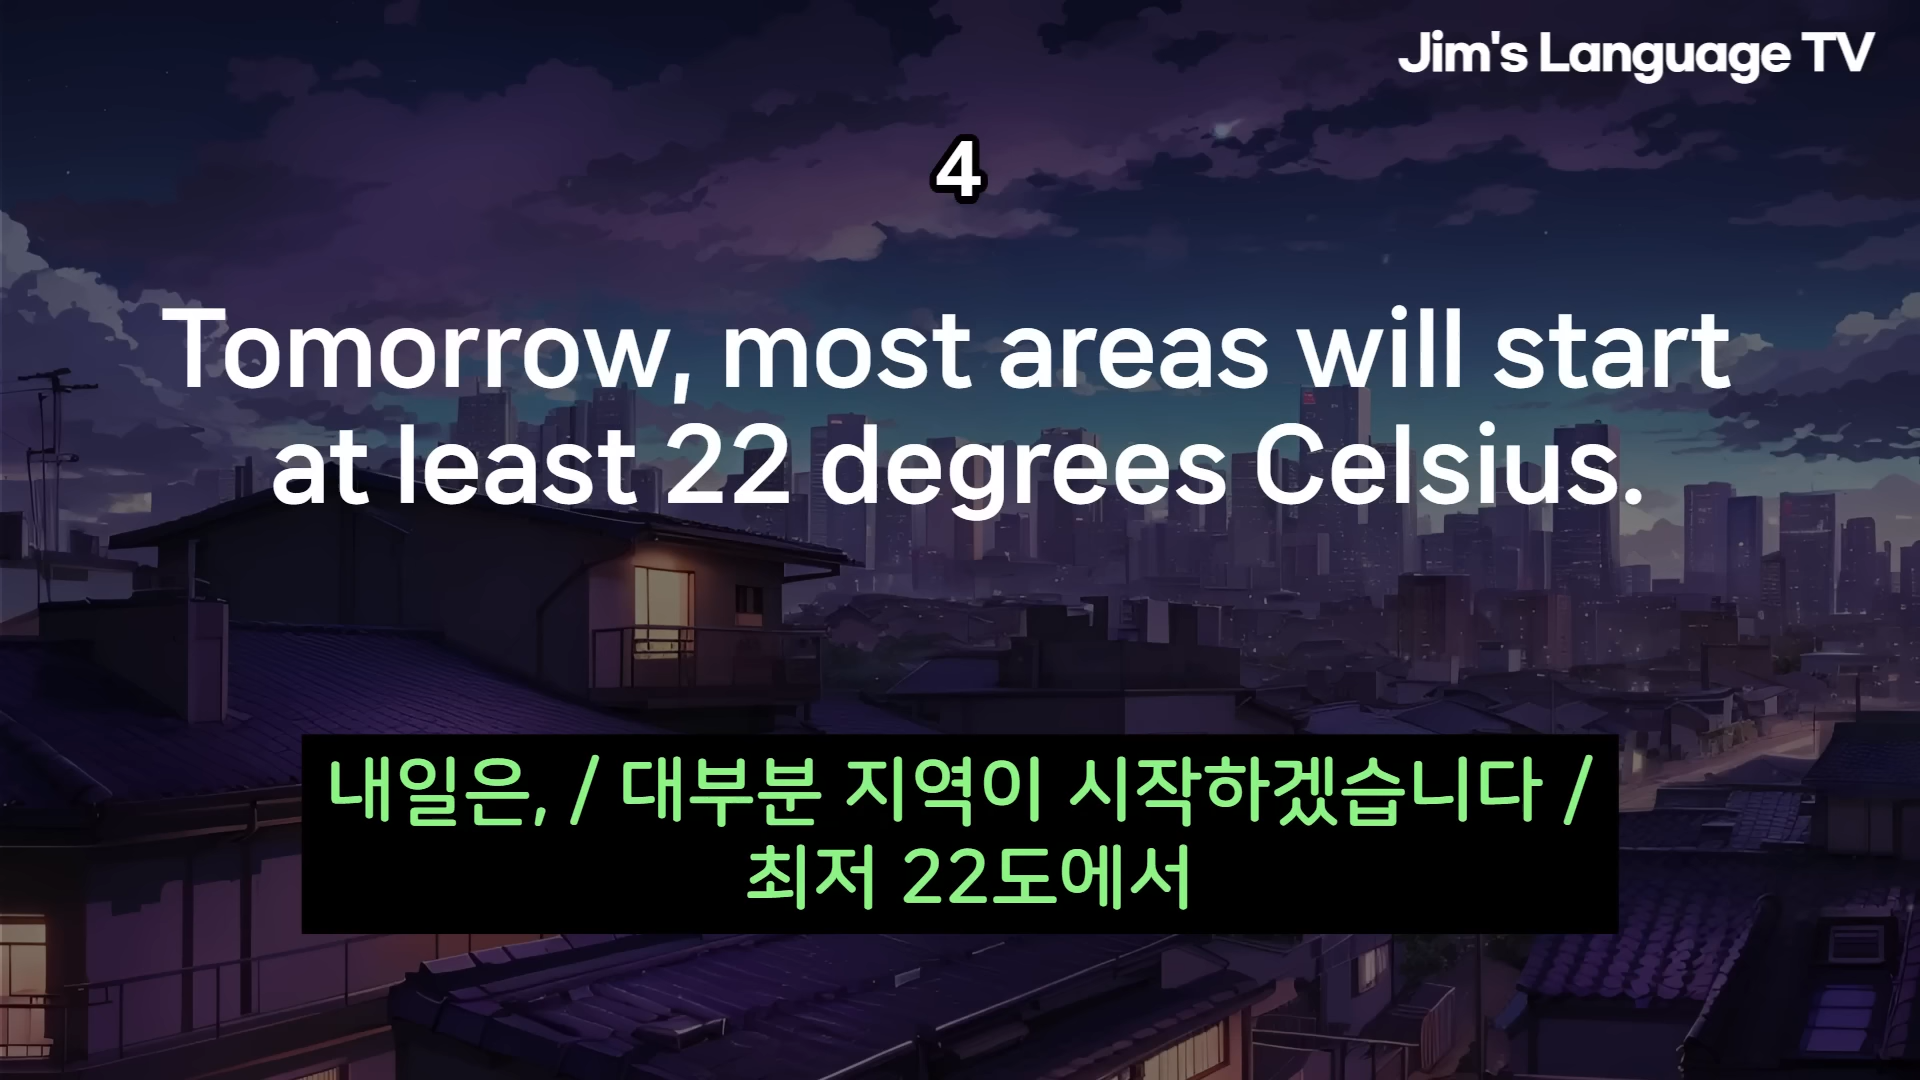 Jim's Language TV
4
Tomorrow, most areas will start
at least 22 degrees Celsius.
내일은, / 대부분 지역이 시작하겠습니다 /
최저 22도에서